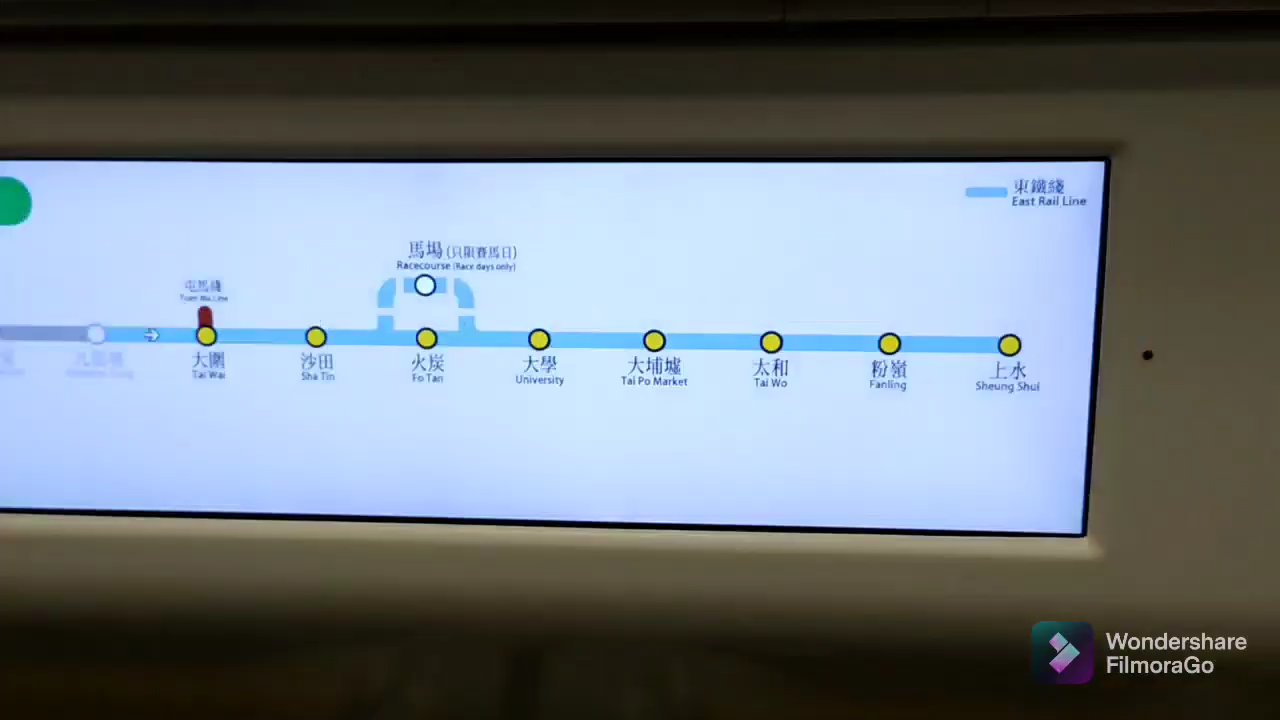 東鐵綫
East Rail Line
馬場 (只限賽馬日)
Racecourse (Race days only)
屯馬綫
Tuen Ma Line
大圍
Tai Wai
沙田
Sha Tin
火炭
Fo Tan
大學
University
大埔墟
Tai Po Market
太和
Tai Wo
粉嶺
Fanling
上水
Sheung Shui
Wondershare
FilmoraGo